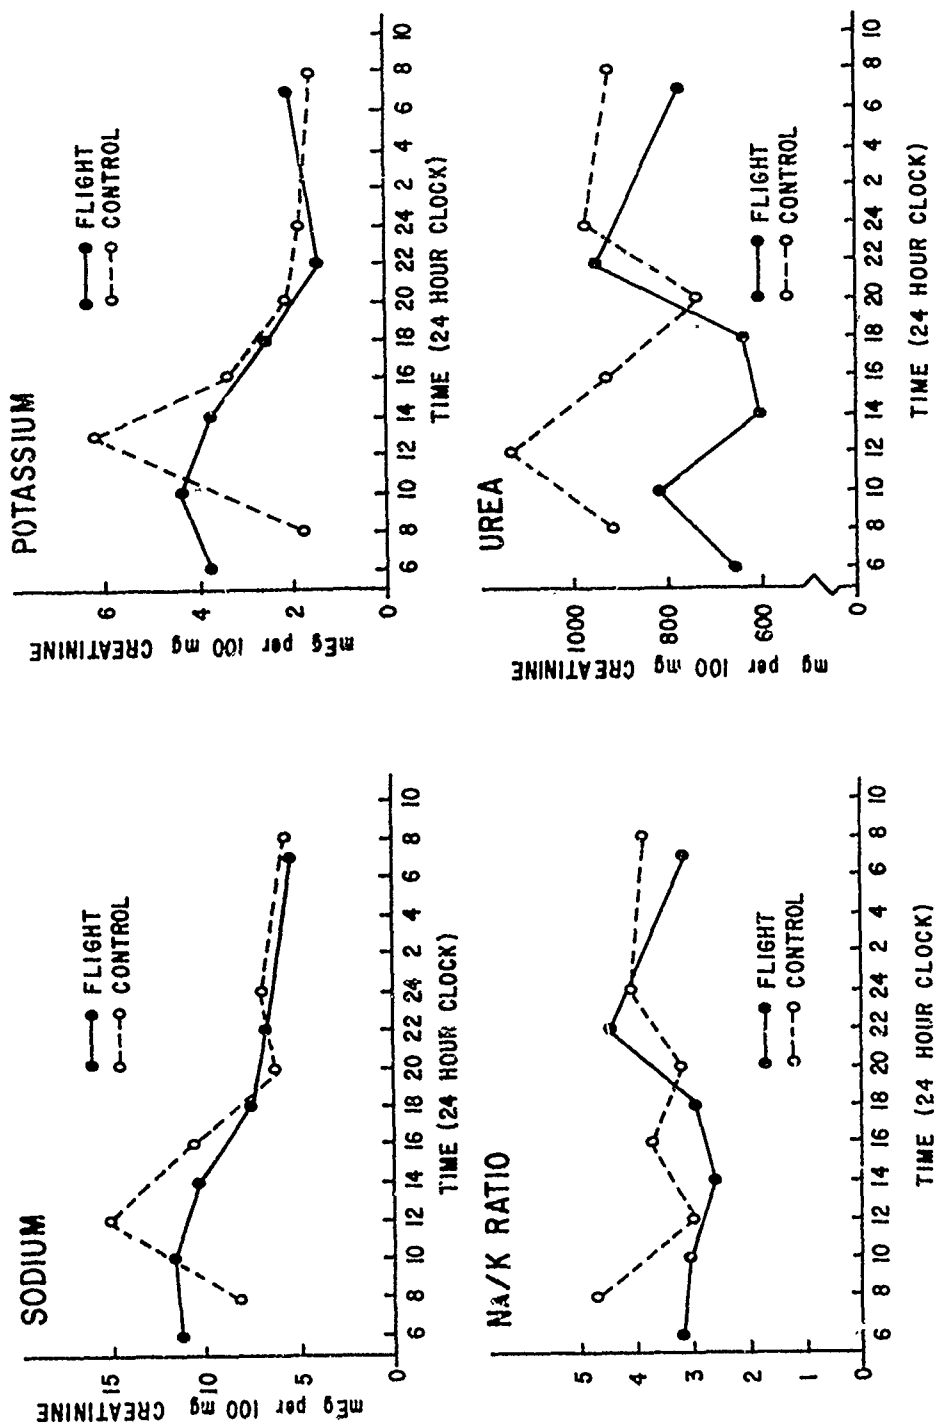 SODIUM
FLIGHT
CONTROL
mEg per 100 mg CREATININE
15
10
5
0
6 8 10 12 14 16 18 20 22 24 2 4 6 8 10
TIME (24 HOUR CLOCK)
POTASSIUM
FLIGHT
CONTROL
mEg per 100 mg CREATININE
6
4
2
0
6 8 10 12 14 16 18 20 22 24 2 4 6 8 10
TIME (24 HOUR CLOCK)
Na/K RATIO
5
4
3
2
1
0
FLIGHT
CONTROL
6 8 10 12 14 16 18 20 22 24 2 4 6 8 10
TIME (24 HOUR CLOCK)
UREA
mg per 100 mg CREATININE
1000
800
600
0
FLIGHT
CONTROL
6 8 10 12 14 16 18 20 22 24 2 4 6 8 10
TIME (24 HOUR CLOCK)